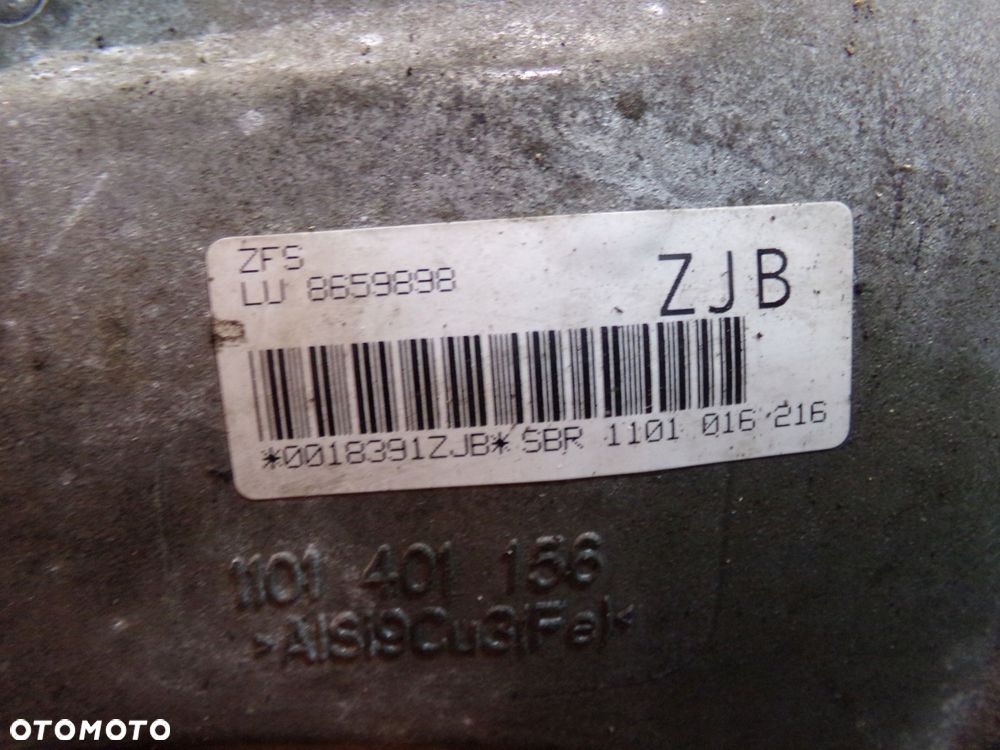 ZFS
LU 8659898
ZJB
*0018391ZJB* SBR 1101 016 216
1101 401 156
>AlSi9Cu3(Fe)<
OTOMOTO